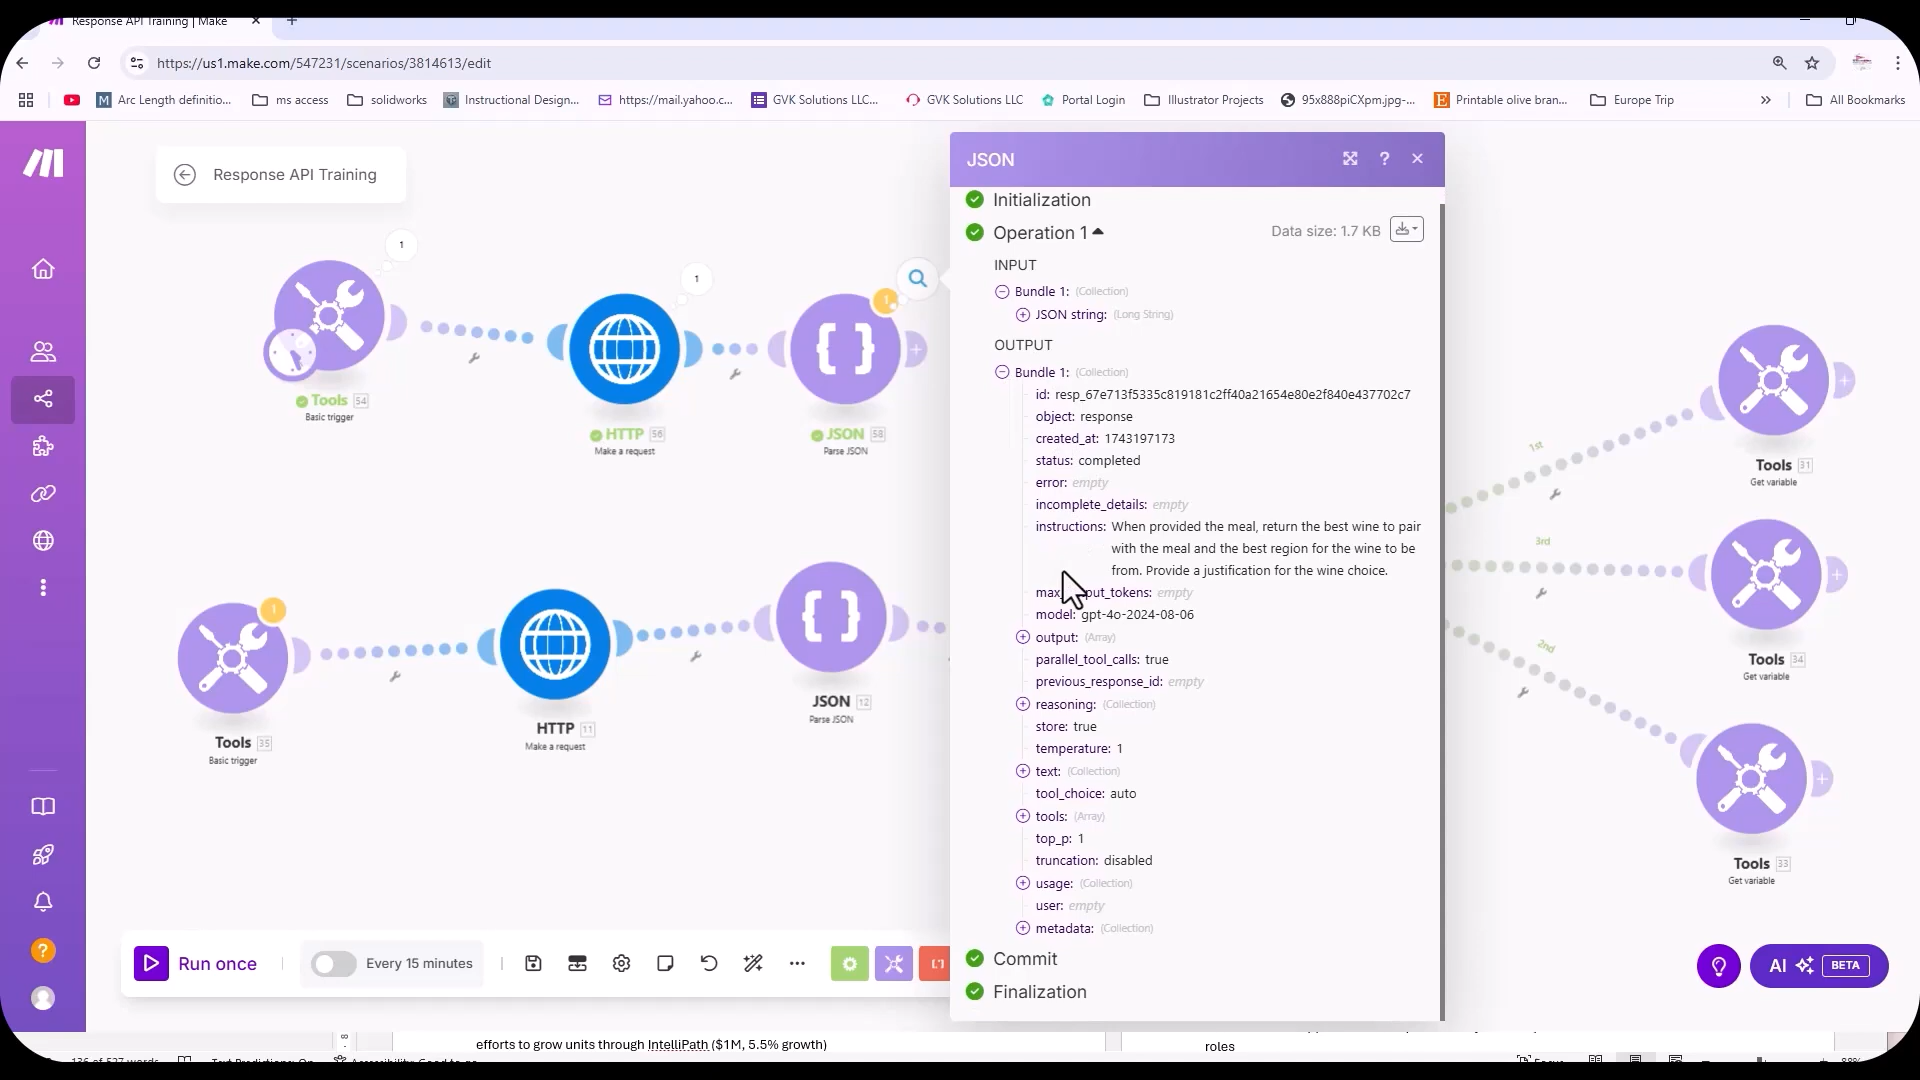 Response API Training | Make
https://us1.make.com/547231/scenarios/3814613/edit
Arc Length definitio...
ms access
solidworks
Instructional Design...
https://mail.yahoo.c...
GVK Solutions LLC...
GVK Solutions LLC
Portal Login
Illustrator Projects
95x888piCXpm.jpg-...
Printable olive bran...
Europe Trip
All Bookmarks
Response API Training
JSON
Initialization
Operation 1
Data size: 1.7 KB
INPUT
Bundle 1: (Collection)
JSON string: (Long String)
OUTPUT
Bundle 1: (Collection)
id: resp_67e713f5335c819181c2ff40a21654e80e2f840e437702c7
object: response
created_at: 1743197173
status: completed
error: empty
incomplete_details: empty
instructions: When provided the meal, return the best wine to pair
with the meal and the best region for the wine to be
from. Provide a justification for the wine choice.
model: gpt-4o-2024-08-06
output: (Array)
parallel_tool_calls: true
previous_response_id: empty
reasoning: (Collection)
store: true
temperature: 1
text: (Collection)
tool_choice: auto
tools: (Array)
top_p: 1
truncation: disabled
usage: (Collection)
user: empty
metadata: (Collection)
Commit
Finalization
1
Tools 54
Basic trigger
1
HTTP 56
Make a request
1
JSON 58
Parse JSON
1
Tools 35
Basic trigger
HTTP 11
Make a request
JSON 12
Parse JSON
1st
3rd
2nd
Tools 31
Get variable
Tools 34
Get variable
Tools 33
Get variable
Run once
Every 15 minutes
AI BETA
efforts to grow units through IntelliPath ($1M, 5.5% growth)
roles